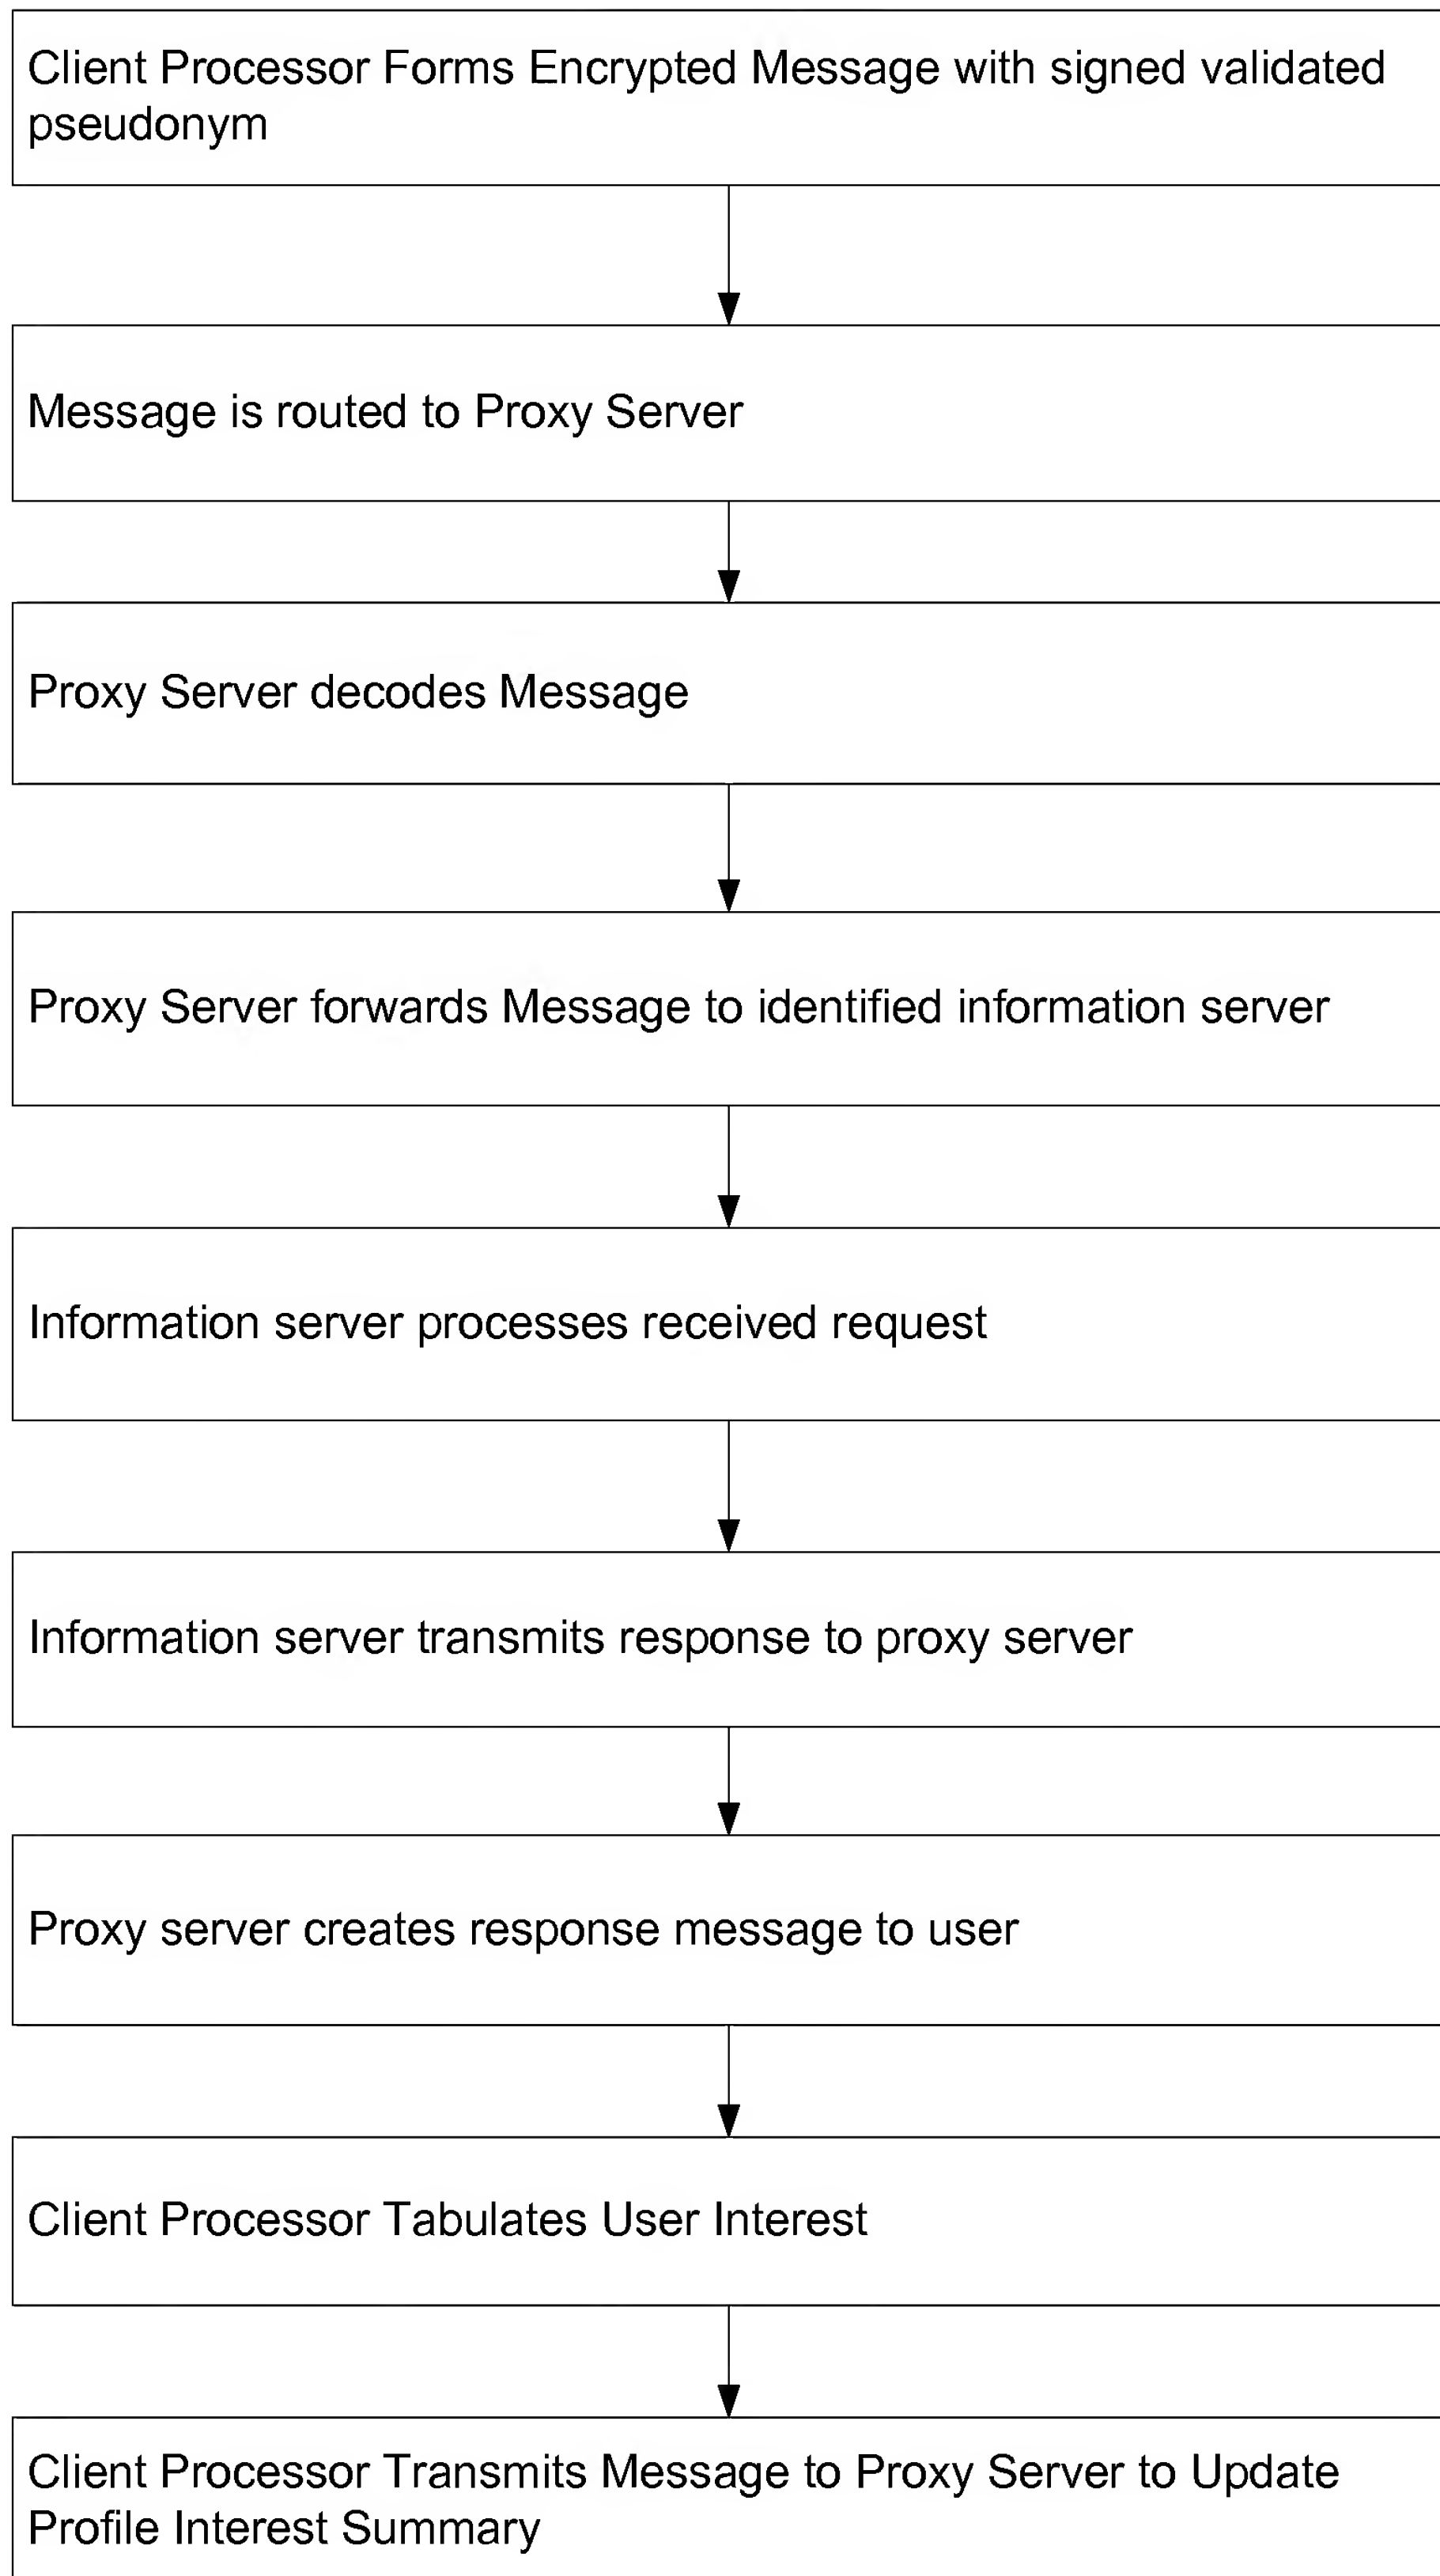 Client Processor Forms Encrypted Message with signed validated
pseudonym
Message is routed to Proxy Server
Proxy Server decodes Message
Proxy Server forwards Message to identified information server
Information server processes received request
Information server transmits response to proxy server
Proxy server creates response message to user
Client Processor Tabulates User Interest
Client Processor Transmits Message to Proxy Server to Update
Profile Interest Summary